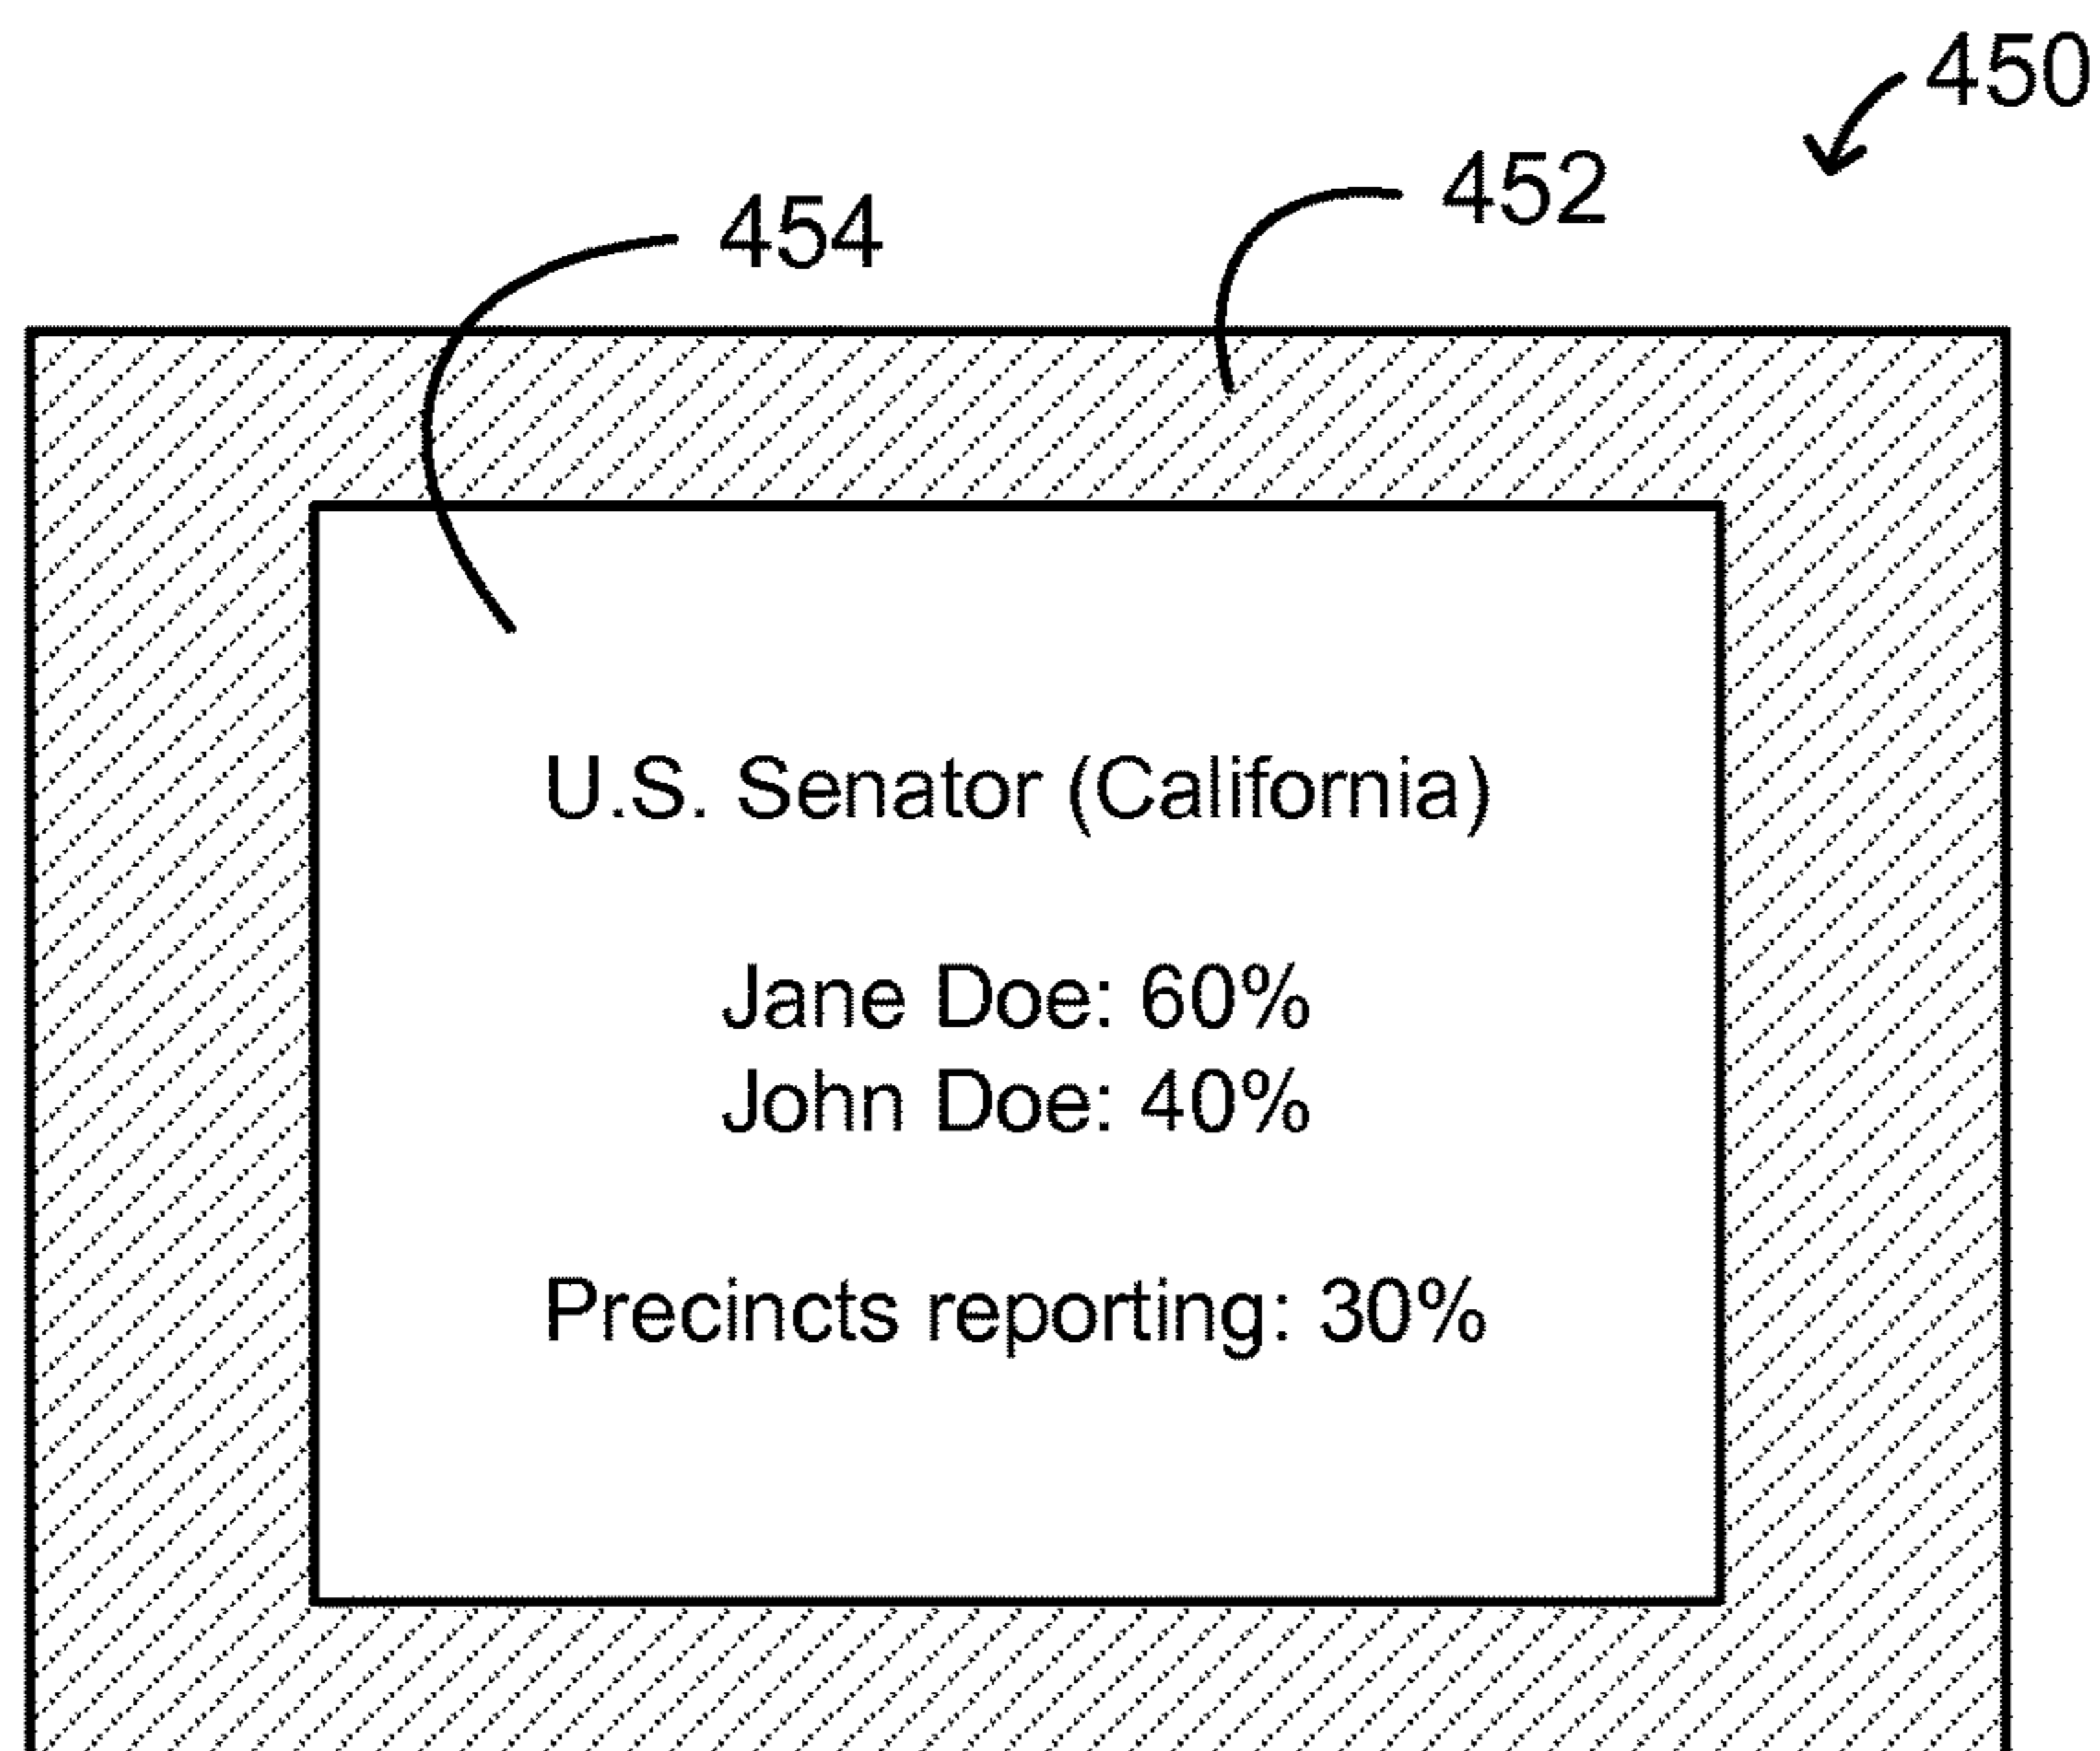 450
452
454
U.S. Senator (California)
Jane Doe: 60%
John Doe: 40%
Precincts reporting: 30%